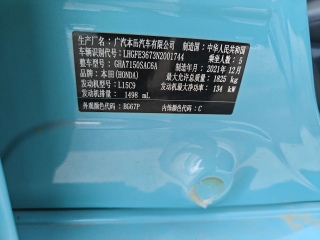 生产厂名: 广汽本田汽车有限公司 制造国: 中华人民共和国
车辆识别代号: LHGFE3673N2001744 乘坐人数: 5
整车型号: GHA7150SAC6A 制造年月: 2021年12月
品牌: 本田(HONDA) 最大允许总质量: 1825 kg
发动机型号: L15C9 发动机最大净功率: 134 kW
发动机排量: 1498 mL
外观颜色代号: BG67P 内饰颜色代号: C